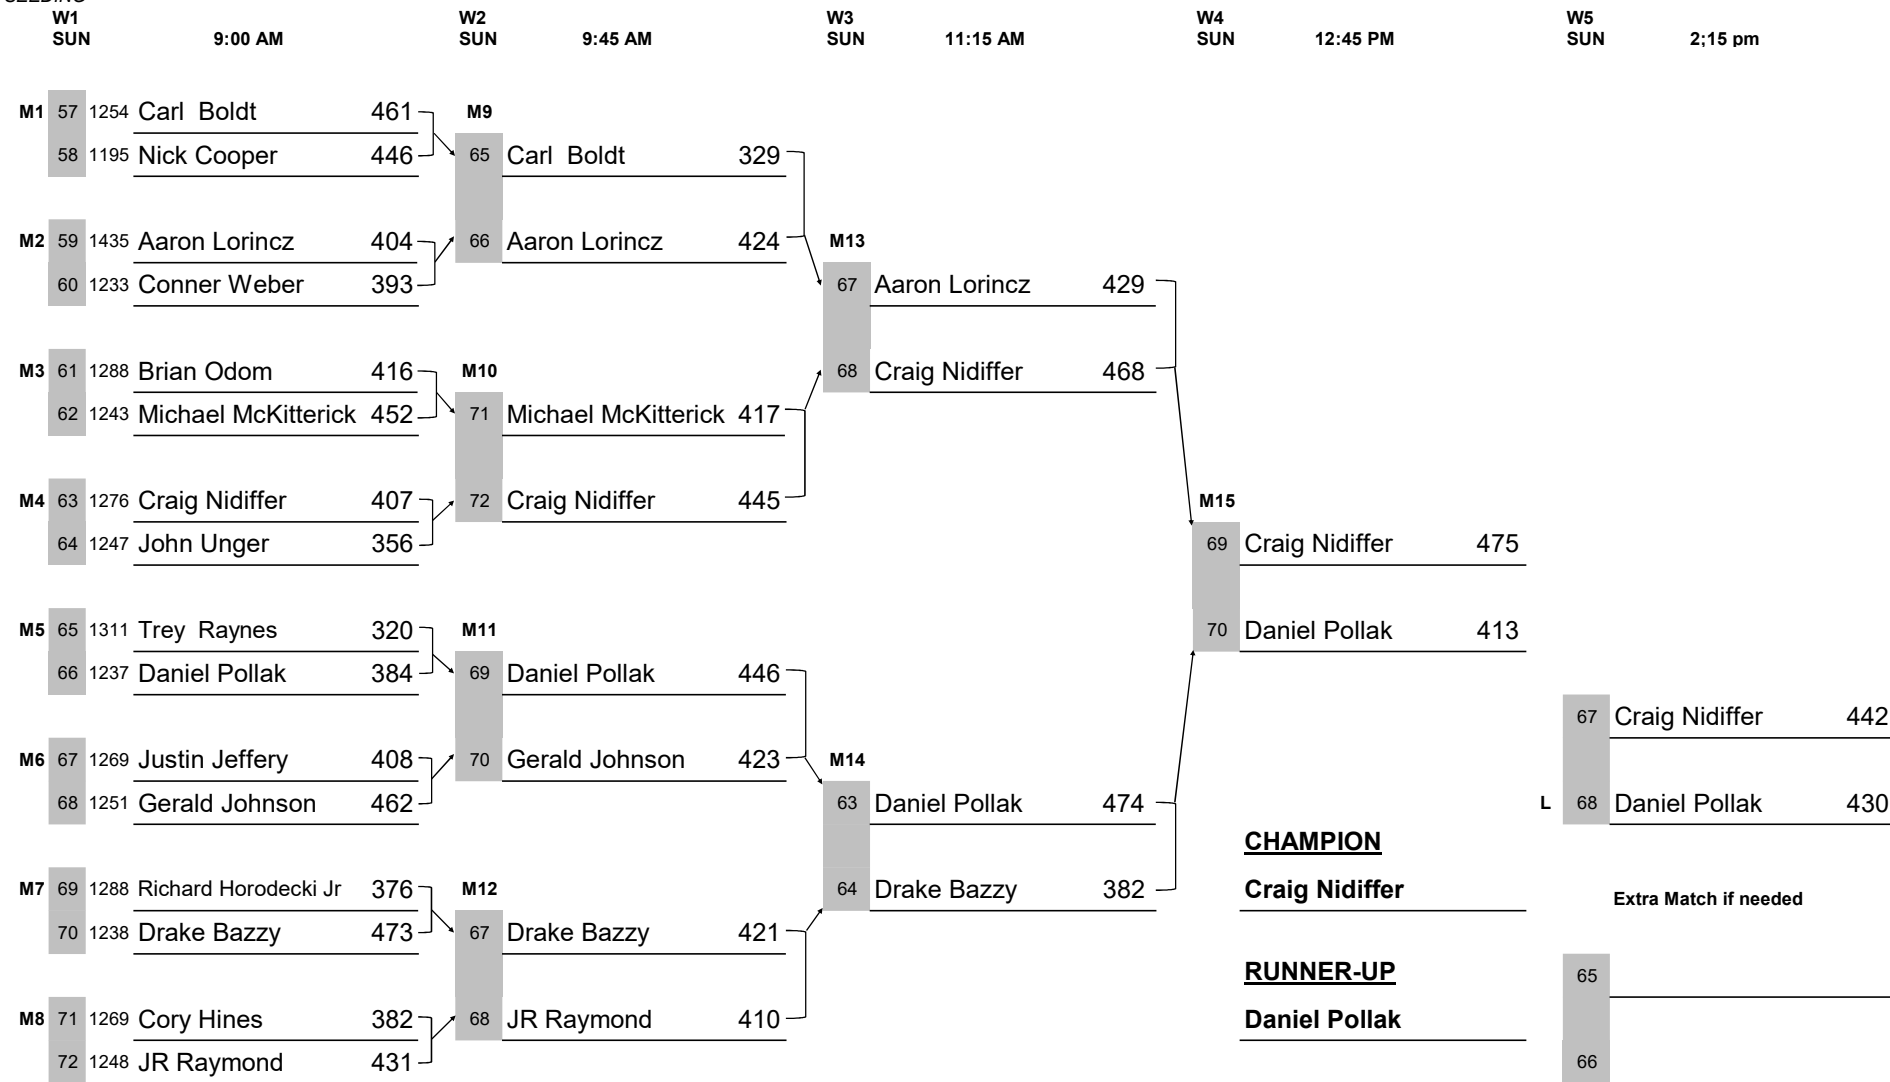 W1 W2 W3 W4 W5
SUN 9:00 AM SUN 9:45 AM SUN 11:15 AM SUN 12:45 PM SUN 2;15 pm
M1 57 1254 Carl Boldt 461 M9
58 1195 Nick Cooper 446 65 Carl Boldt 329
M2 59 1435 Aaron Lorincz 404 66 Aaron Lorincz 424 M13
60 1233 Conner Weber 393 67 Aaron Lorincz 429
M3 61 1288 Brian Odom 416 M10 68 Craig Nidiffer 468
62 1243 Michael McKitterick 452 71 Michael McKitterick 417
M4 63 1276 Craig Nidiffer 407 72 Craig Nidiffer 445 M15
64 1247 John Unger 356 69 Craig Nidiffer 475
M5 65 1311 Trey Raynes 320 M11 70 Daniel Pollak 413
66 1237 Daniel Pollak 384 69 Daniel Pollak 446
67 Craig Nidiffer 442
M6 67 1269 Justin Jeffery 408 70 Gerald Johnson 423 M14
68 1251 Gerald Johnson 462 63 Daniel Pollak 474 L 68 Daniel Pollak 430
CHAMPION
M7 69 1288 Richard Horodecki Jr 376 M12 64 Drake Bazzy 382 Craig Nidiffer Extra Match if needed
70 1238 Drake Bazzy 473 67 Drake Bazzy 421
RUNNER-UP 65
M8 71 1269 Cory Hines 382 68 JR Raymond 410 Daniel Pollak
72 1248 JR Raymond 431 66